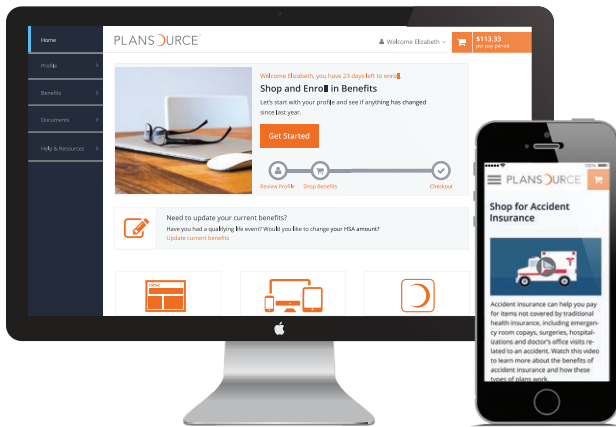 Home
PLANSOURCE
Welcome Elizabeth
$113.33
per pay period
Profile
Benefits
Documents
Help & Resources
Welcome Elizabeth, you have 23 days left to enroll.
Shop and Enroll in Benefits
Let's start with your profile and see if anything has changed
since last year.
Get Started
Review Profile Shop Benefits Checkout
Need to update your current benefits?
Have you had a qualifying life event? Would you like to change your HSA amount?
Update current benefits
100%
PLANSOURCE
Shop for Accident
Insurance
Accident insurance can help you pay
for items not covered by traditional
health insurance, including emergen-
cy room copays, surgeries, hospital-
izations and doctor's office visits re-
lated to an accident. Watch this video
to learn more about the benefits of
accident insurance and how these
types of plans work.